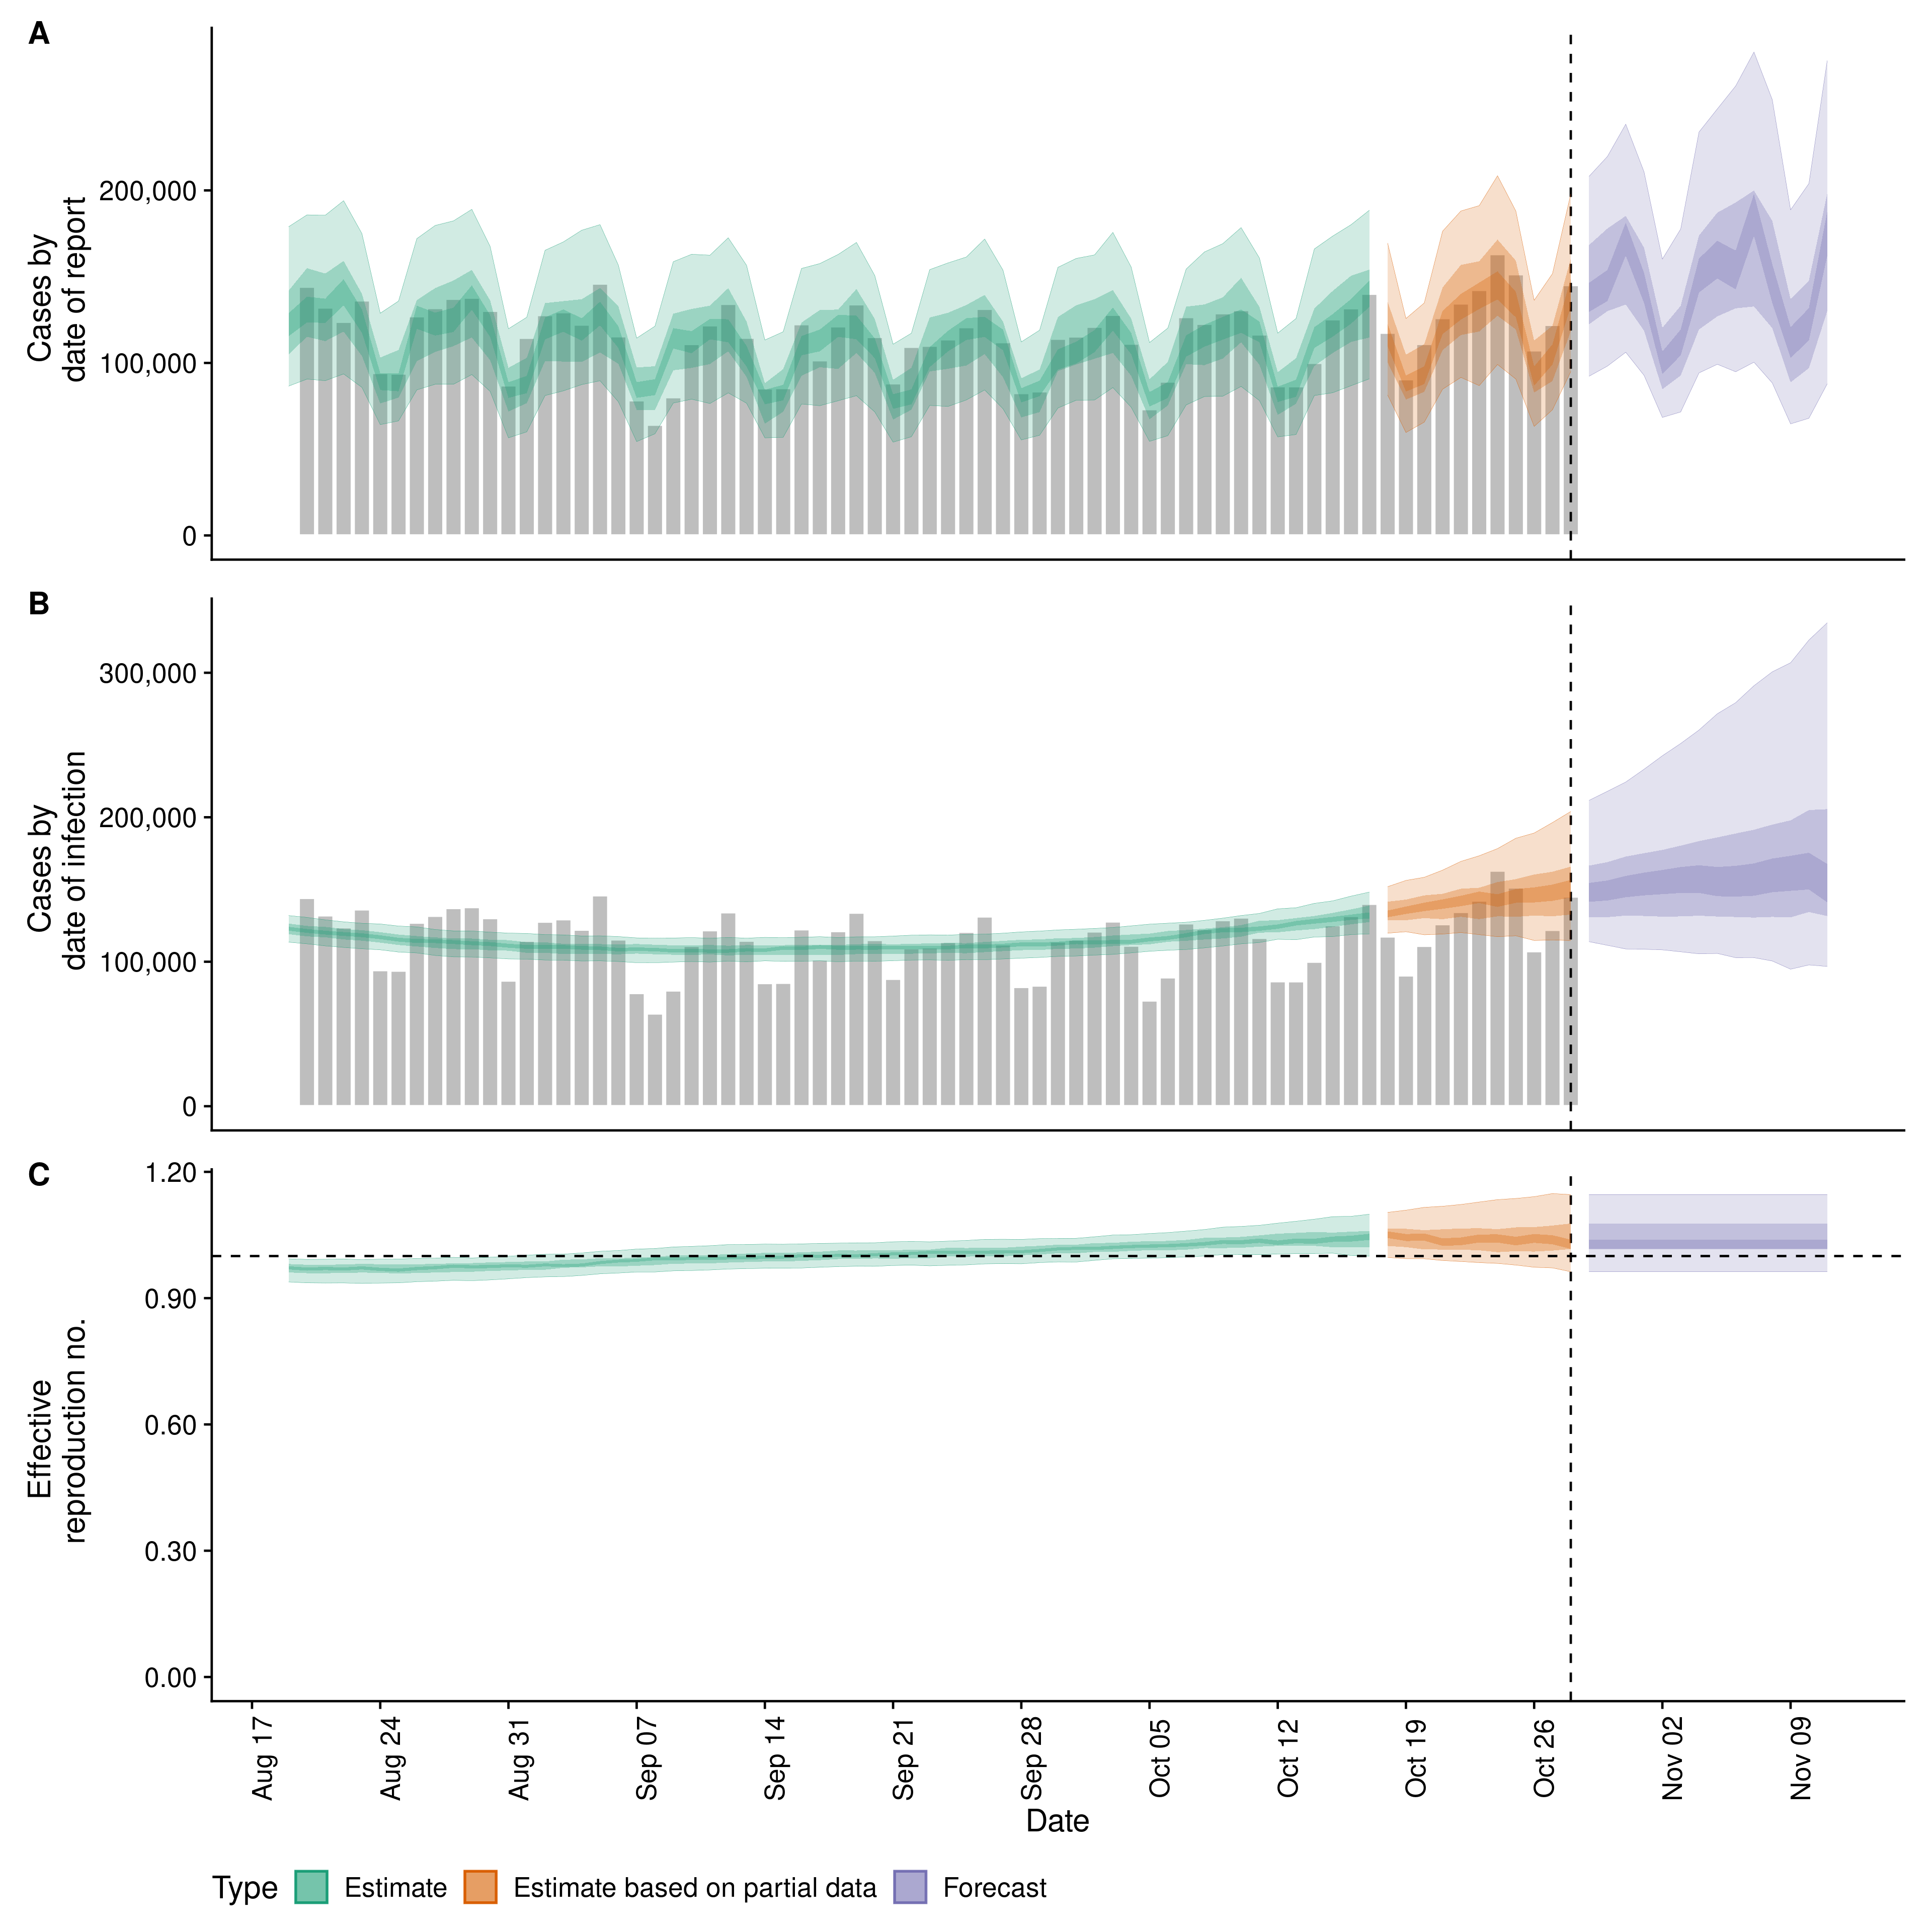 A
Cases by
date of report
200,000
100,000
0
B
Cases by
date of infection
300,000
200,000
100,000
0
C
Effective
reproduction no.
1.20
0.90
0.60
0.30
0.00
Aug 17
Aug 24
Aug 31
Sep 07
Sep 14
Sep 21
Sep 28
Oct 05
Oct 12
Oct 19
Oct 26
Nov 02
Nov 09
Date
Type Estimate Estimate based on partial data Forecast